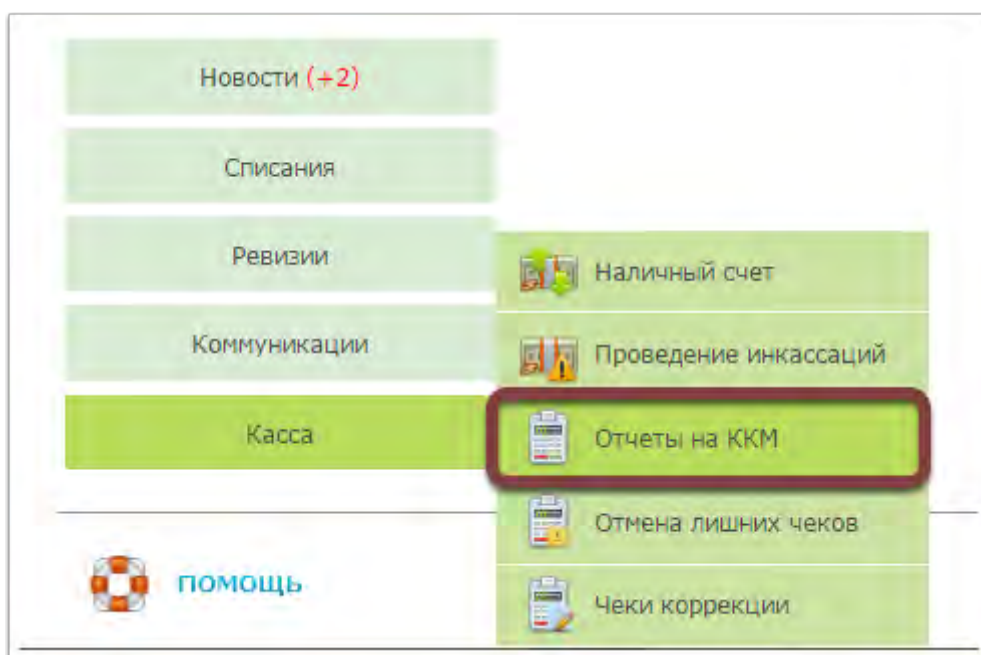 Новости (+2)
Списания
Ревизии
Коммуникации
Касса
Наличный счет
Проведение инкассаций
Отчеты на ККМ
Отмена лишних чеков
Чеки коррекции
ПОМОЩЬ